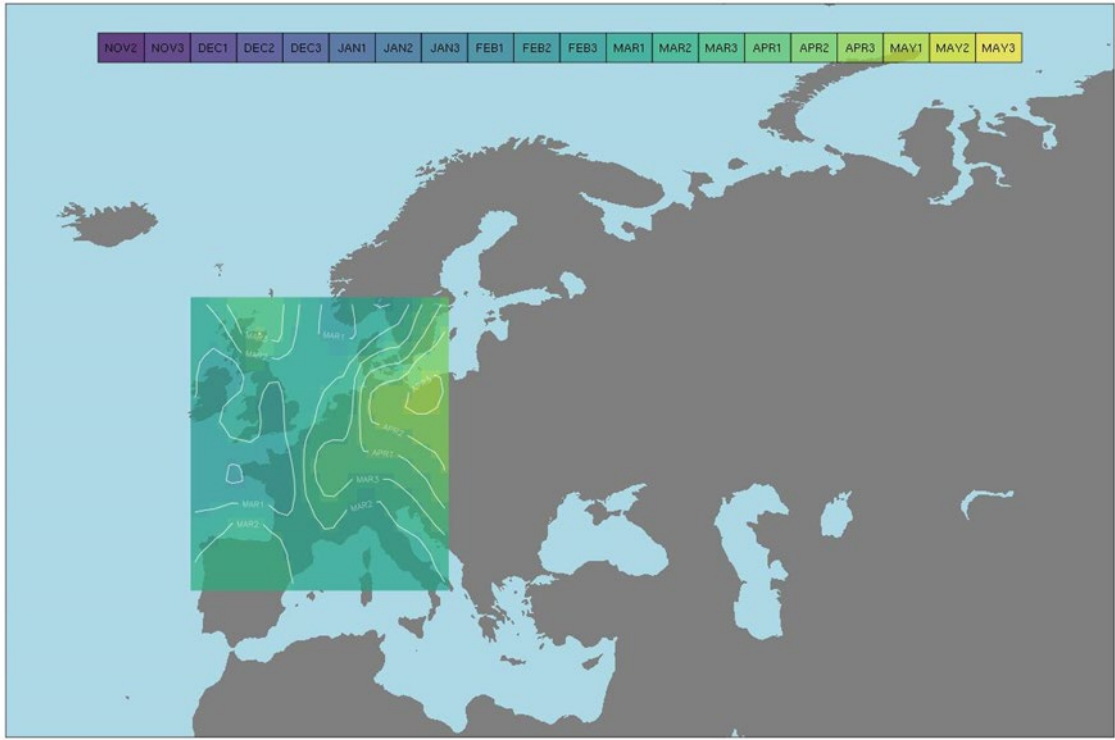 NOV2 NOV3 DEC1 DEC2 DEC3 JAN1 JAN2 JAN3 FEB1 FEB2 FEB3 MAR1 MAR2 MAR3 APR1 APR2 APR3 MAY1 MAY2 MAY3
MAR1
APR2
APR1
MAR3
MAR1
MAR2
MAR2